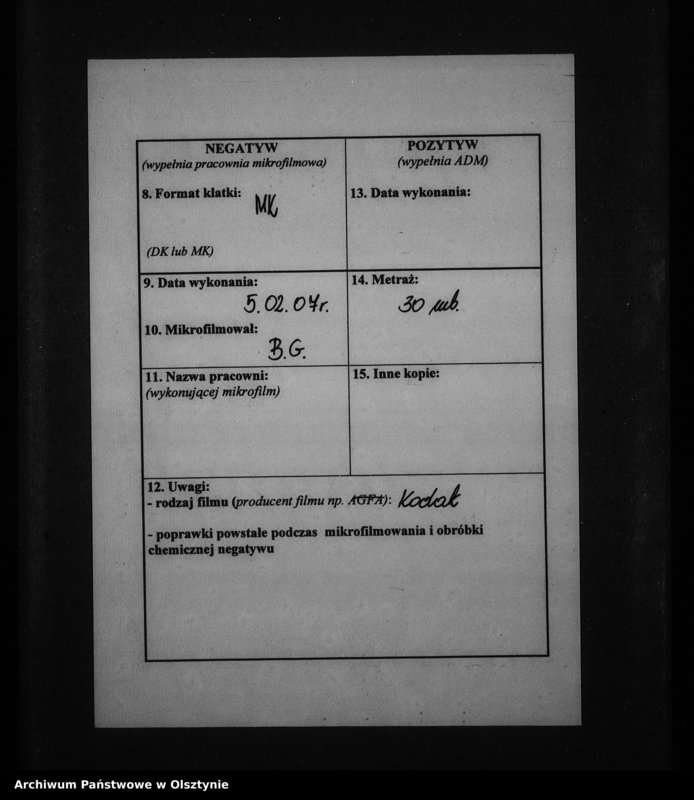 NEGATYW
(wypełnia pracownia mikrofilmowa)
8. Format klatki:
MK
(DK lub MK)
POZYTYW
(wypełnia ADM)
13. Data wykonania:
9. Data wykonania:
5.02.07r.
10. Mikrofilmował:
B.G.
14. Metraż:
30 mb.
11. Nazwa pracowni:
(wykonującej mikrofilm)
15. Inne kopie:
12. Uwagi:
- rodzaj filmu (producent filmu np. AGFA): Kodak
- poprawki powstałe podczas mikrofilmowania i obróbki
chemicznej negatywu
Archiwum Państwowe w Olsztynie